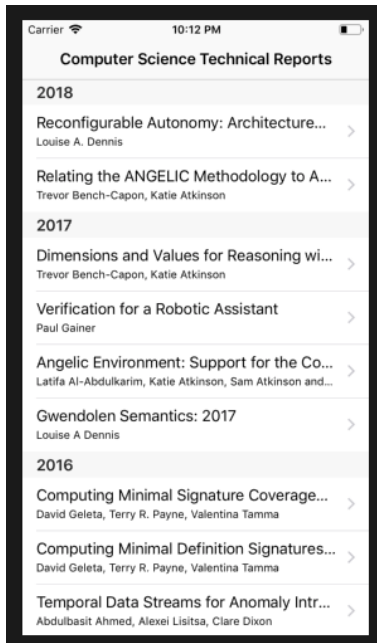 Carrier 10:12 PM
Computer Science Technical Reports
2018
Reconfigurable Autonomy: Architecture...
Louise A. Dennis
Relating the ANGELIC Methodology to A...
Trevor Bench-Capon, Katie Atkinson
2017
Dimensions and Values for Reasoning wi...
Trevor Bench-Capon, Katie Atkinson
Verification for a Robotic Assistant
Paul Gainer
Angelic Environment: Support for the Co...
Latifa Al-Abdulkarim, Katie Atkinson, Sam Atkinson and...
Gwendolen Semantics: 2017
Louise A Dennis
2016
Computing Minimal Signature Coverage...
David Geleta, Terry R. Payne, Valentina Tamma
Computing Minimal Definition Signatures...
David Geleta, Terry R. Payne, Valentina Tamma
Temporal Data Streams for Anomaly Intr...
Abdulbasit Ahmed, Alexei Lisitsa, Clare Dixon